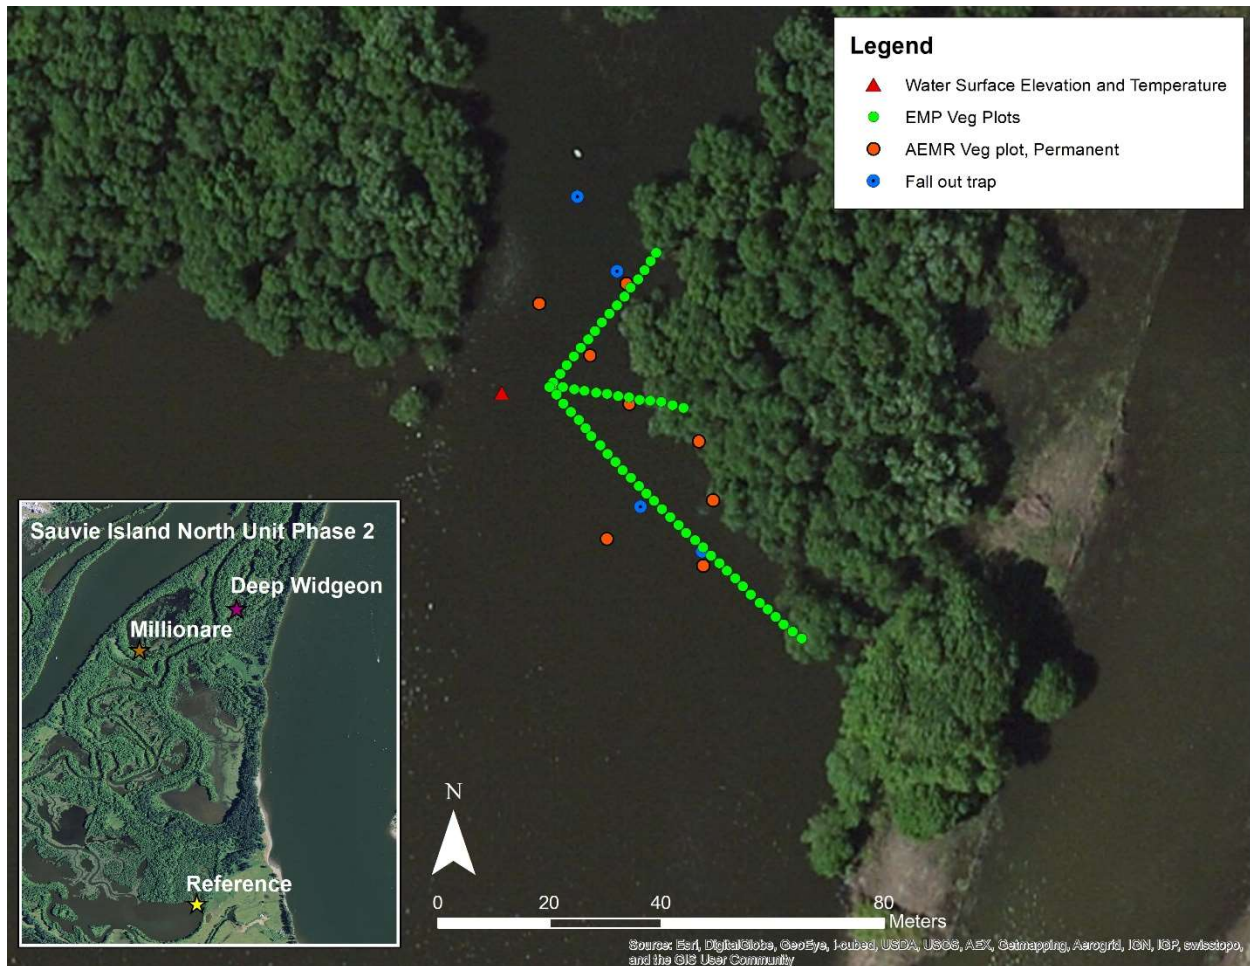 Legend
Water Surface Elevation and Temperature
EMP Veg Plots
AEMR Veg plot, Permanent
Fall out trap
Sauvie Island North Unit Phase 2
Deep Widgeon
Millionare
Reference
N
0 20 40 80
Meters
Source: Esri, DigitalGlobe, GeoEye, i-cubed, USDA, USGS, AEX, Getmapping, Aerogrid, IGN, IGP, swisstopo,
and the GIS User Community